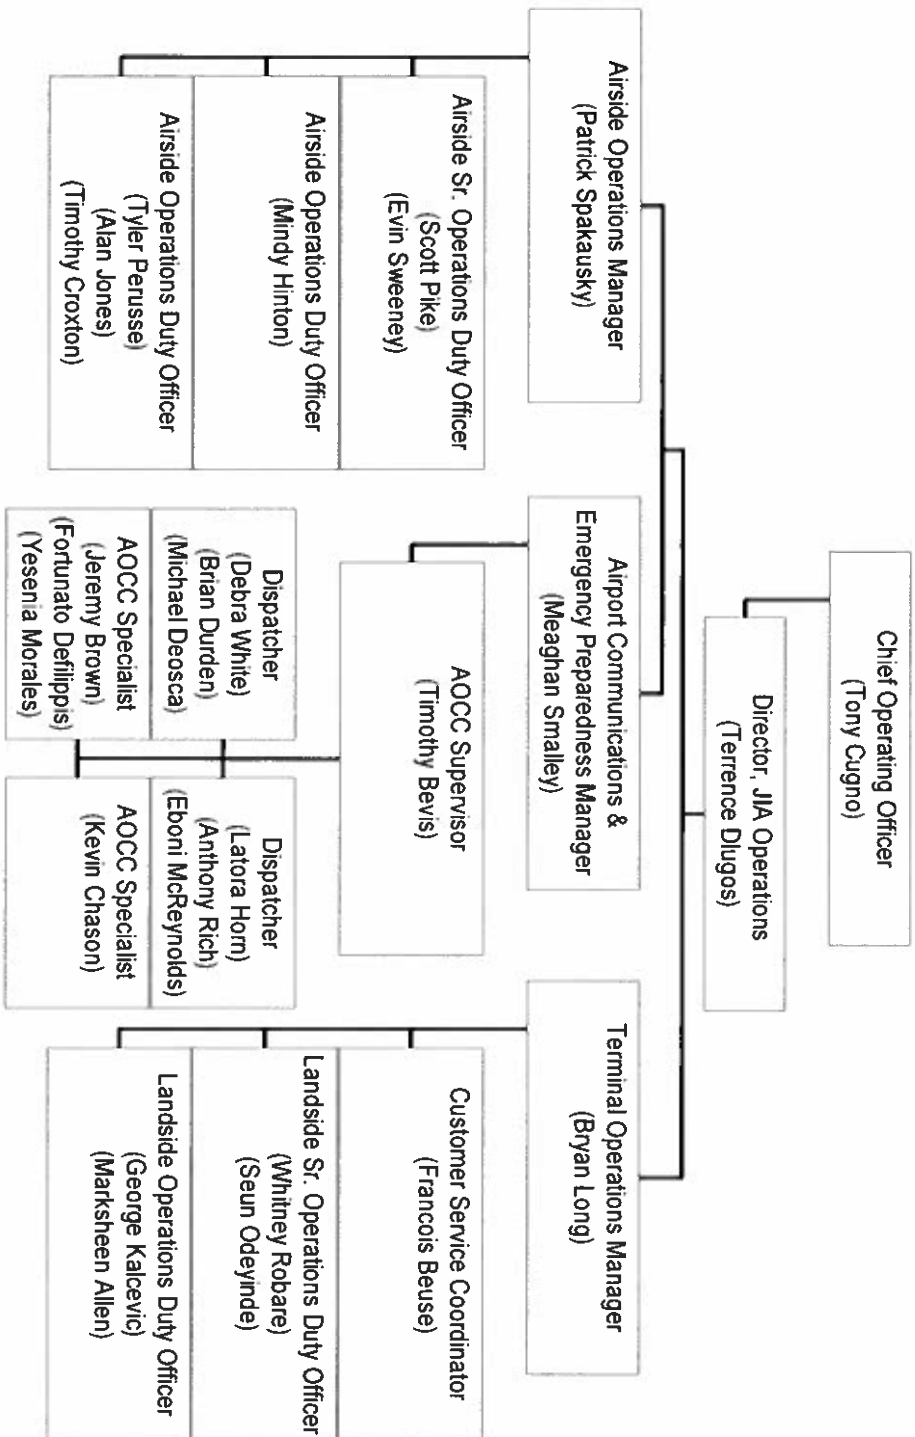 Chief Operating Officer
(Tony Cugno)
Director, JIA Operations
(Terrence Dlugos)
Airside Operations Manager
(Patrick Spakausky)
Airside Sr. Operations Duty Officer
(Scott Pike)
(Evin Sweeney)
Airside Operations Duty Officer
(Mindy Hinton)
Airside Operations Duty Officer
(Tyler Perusse)
(Alan Jones)
(Timothy Croxton)
Airport Communications &
Emergency Preparedness Manager
(Meaghan Smalley)
AOCC Supervisor
(Timothy Bevis)
Dispatcher
(Debra White)
(Brian Durden)
(Michael Deosca)
AOCC Specialist
(Jeremy Brown)
(Fortunato Defilippis)
(Yesenia Morales)
Dispatcher
(Latora Horn)
(Anthony Rich)
(Eboni McReynolds)
AOCC Specialist
(Kevin Chason)
Terminal Operations Manager
(Bryan Long)
Customer Service Coordinator
(Francois Beuse)
Landside Sr. Operations Duty Officer
(Whitney Robare)
(Seun Odeyinde)
Landside Operations Duty Officer
(George Kalcevic)
(Marksheen Allen)